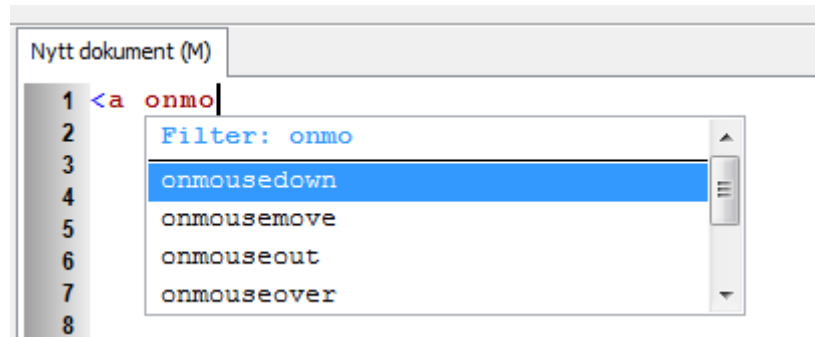 Nytt dokument (M)
1 <a onmo
2 Filter: onmo
3
onmousedown
4
5 onmousemove
6 onmouseout
7 onmouseover
8